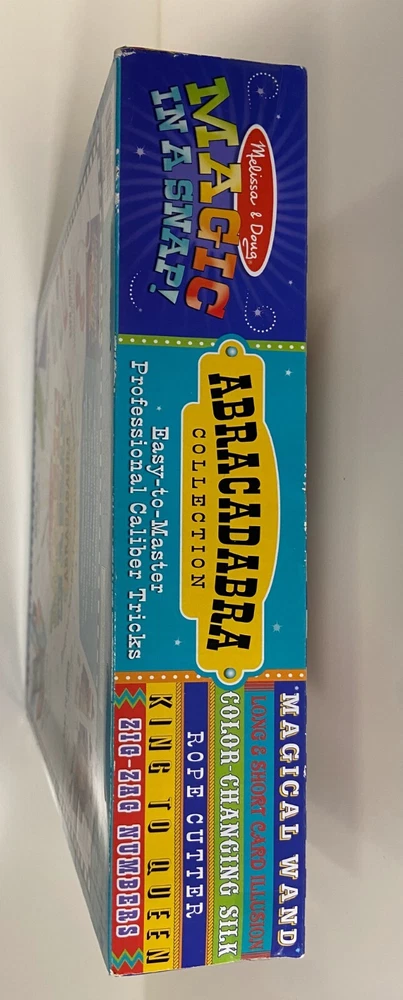 Melissa & Doug
MAGIC
IN A SNAP!
ABRACADABRA
COLLECTION
Easy-to-Master
Professional Caliber Tricks
MAGICAL WAND
LONG & SHORT CARD ILLUSION
COLOR-CHANGING SILK
ROPE CUTTER
KING TO QUEEN
ZIG-ZAG NUMBERS